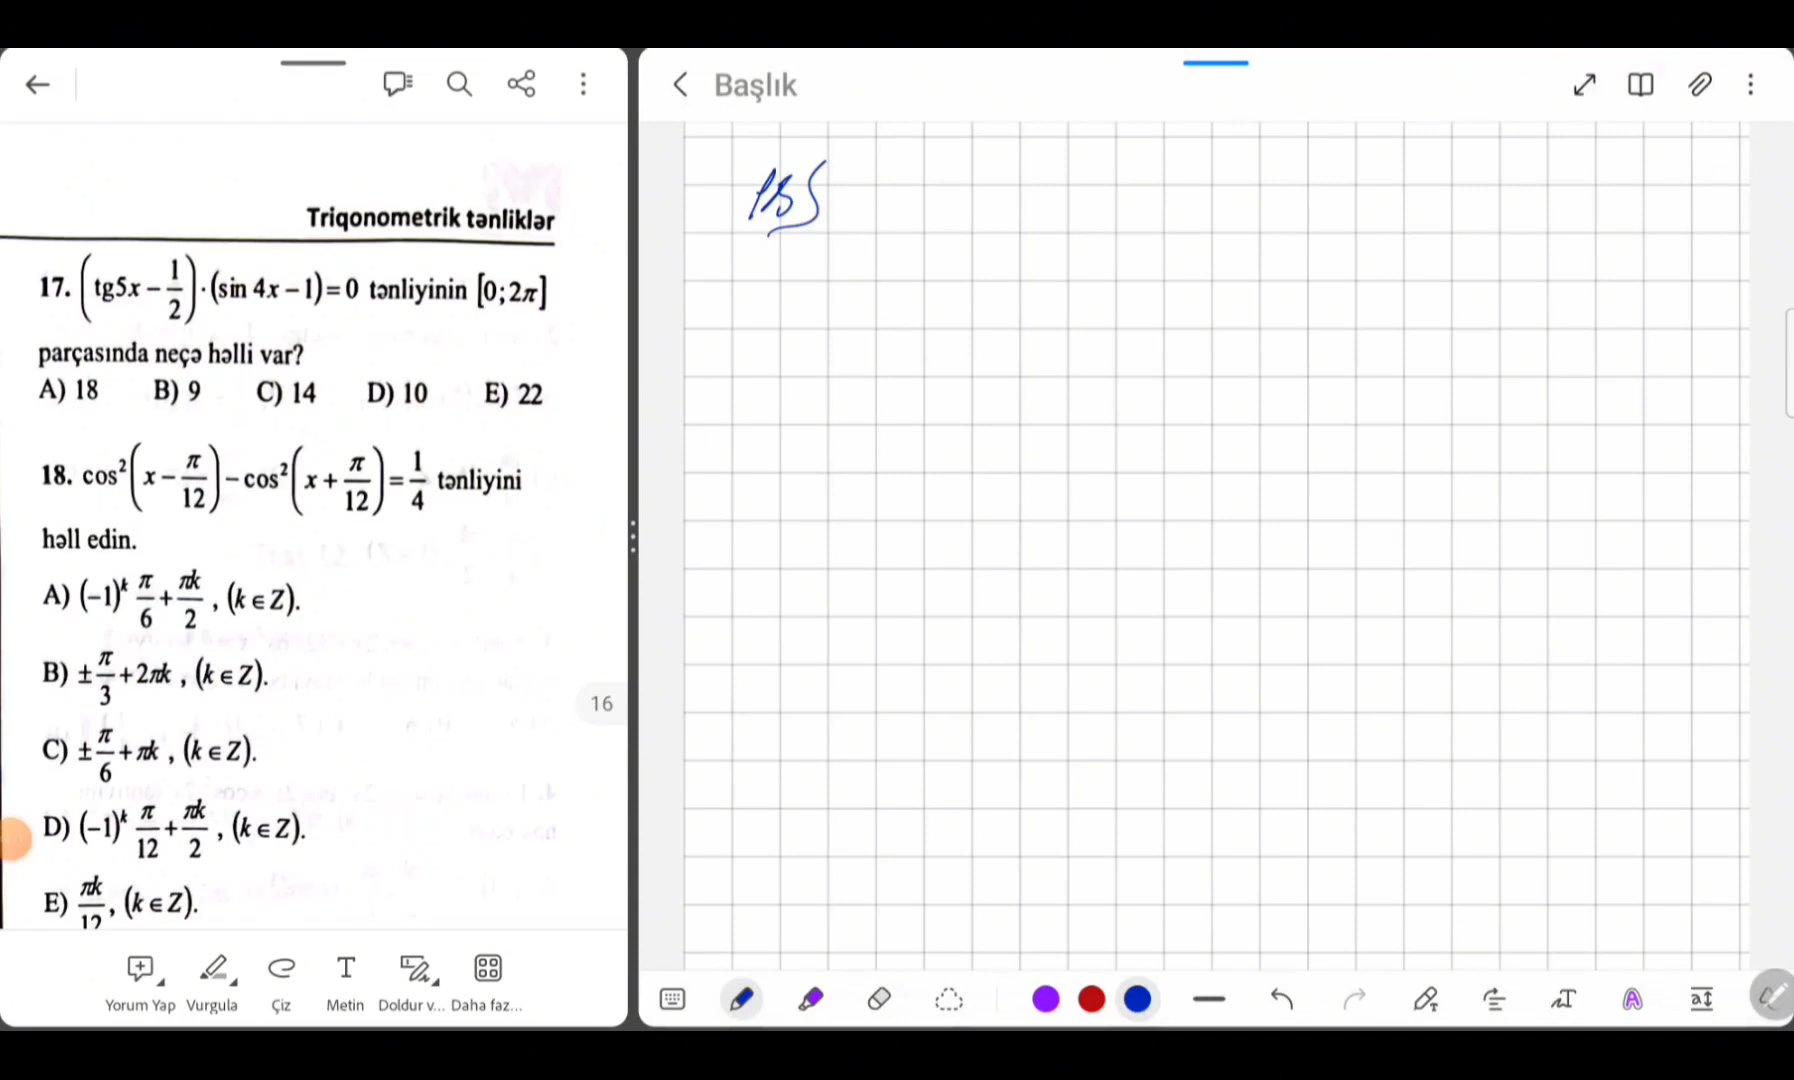 Başlık
Triqonometrik tənliklər
17. (tg5x − 1/2) · (sin 4x − 1) = 0 tənliyinin [0; 2π]
parçasında neçə həlli var?
A) 18 B) 9 C) 14 D) 10 E) 22
18. cos²(x − π/12) − cos²(x + π/12) = 1/4 tənliyini
həll edin.
A) (−1)ᵏ π/6 + πk/2 , (k ∈ Z).
B) ± π/3 + 2πk , (k ∈ Z).
C) ± π/6 + πk , (k ∈ Z).
D) (−1)ᵏ π/12 + πk/2 , (k ∈ Z).
E) πk/12 , (k ∈ Z).
16
Yorum Yap Vurgula Çiz Metin Doldur v... Daha faz...